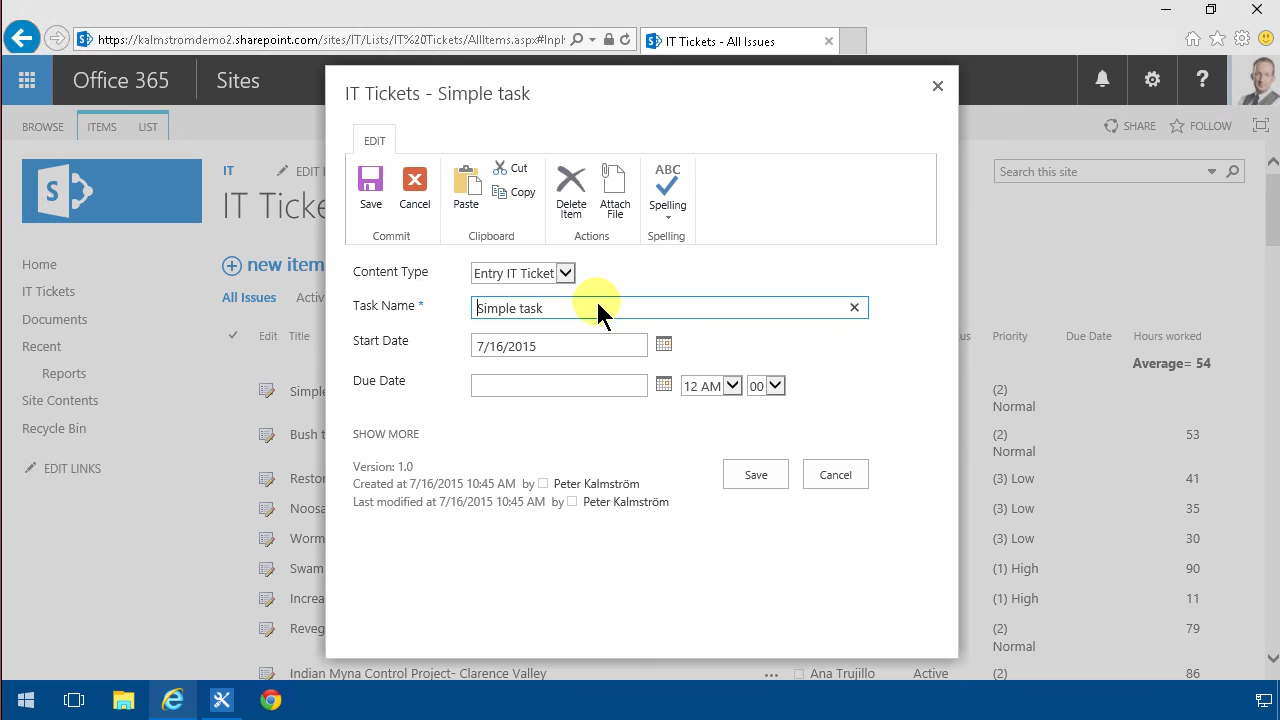 https://kalmstromdemo2.sharepoint.com/sites/IT/Lists/IT%20Tickets/AllItems.aspx#Inpl
IT Tickets - All Issues
Office 365
Sites
BROWSE
ITEMS
LIST
SHARE
FOLLOW
IT
EDIT
IT Ticke
Search this site
Home
IT Tickets
Documents
Recent
Reports
Site Contents
Recycle Bin
EDIT LINKS
new item
All Issues
Activ
Edit
Title
Priority
Due Date
Hours worked
Average= 54
Simple
(2)
Normal
Bush t
(2)
Normal
53
Restor
(3) Low
41
Noosa
(3) Low
35
Worm
(3) Low
30
Swam
(1) High
90
Increa
(1) High
11
Reveg
(2)
Normal
79
Indian Myna Control Project- Clarence Valley
...
Ana Trujillo
Active
(2)
86
IT Tickets - Simple task
EDIT
Save
Cancel
Commit
Paste
Cut
Copy
Clipboard
Delete
Item
Attach
File
Actions
ABC
Spelling
Spelling
Content Type
Entry IT Ticket
Task Name *
Simple task
Start Date
7/16/2015
Due Date
12 AM
00
SHOW MORE
Version: 1.0
Created at 7/16/2015 10:45 AM by Peter Kalmström
Last modified at 7/16/2015 10:45 AM by Peter Kalmström
Save
Cancel